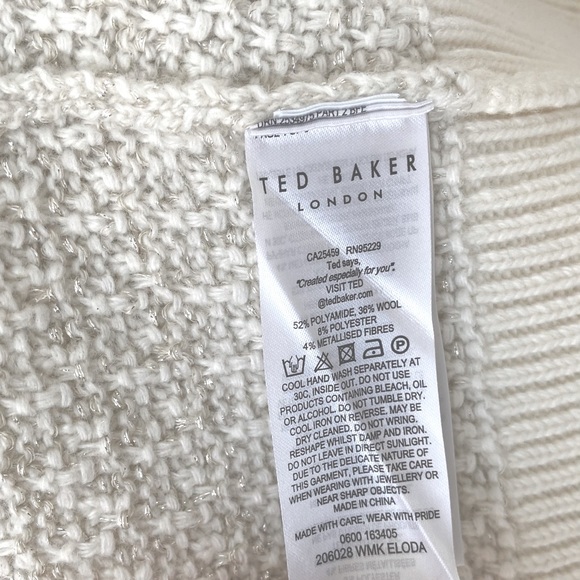 TED BAKER
LONDON
CA25459 RN95229
Ted says,
"Created especially for you".
VISIT TED
@tedbaker.com
52% POLYAMIDE, 36% WOOL
8% POLYESTER
4% METALLISED FIBRES
COOL HAND WASH SEPARATELY AT
30C, INSIDE OUT. DO NOT USE
PRODUCTS CONTAINING BLEACH, OIL
OR ALCOHOL. DO NOT TUMBLE DRY.
COOL IRON ON REVERSE. MAY BE
DRY CLEANED. DO NOT WRING.
RESHAPE WHILST DAMP AND IRON.
DO NOT LEAVE IN DIRECT SUNLIGHT.
DUE TO THE DELICATE NATURE OF
THIS GARMENT, PLEASE TAKE CARE
WHEN WEARING WITH JEWELLERY OR
NEAR SHARP OBJECTS.
MADE IN CHINA
MADE WITH CARE, WEAR WITH PRIDE
0600 163405
206028 WMK ELODA